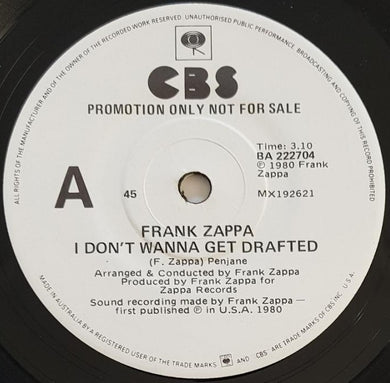 ALL RIGHTS OF THE MANUFACTURER AND OF THE OWNER OF THE RECORDED WORK RESERVED. UNAUTHORISED PUBLIC PERFORMANCE, BROADCASTING AND COPYING OF THIS RECORD PROHIBITED.
CBS
PROMOTION ONLY NOT FOR SALE
Time: 3.10
BA 222704
℗ 1980 Frank
Zappa
A
45
MX192621
FRANK ZAPPA
I DON'T WANNA GET DRAFTED
(F. Zappa) Penjane
Arranged & Conducted by Frank Zappa
Produced by Frank Zappa for
Zappa Records
Sound recording made by Frank Zappa —
first published ℗ in U.S.A. 1980
MADE IN AUSTRALIA BY A REGISTERED USER OF THE TRADE MARKS AND CBS ARE TRADE MARKS OF CBS INC. U.S.A.